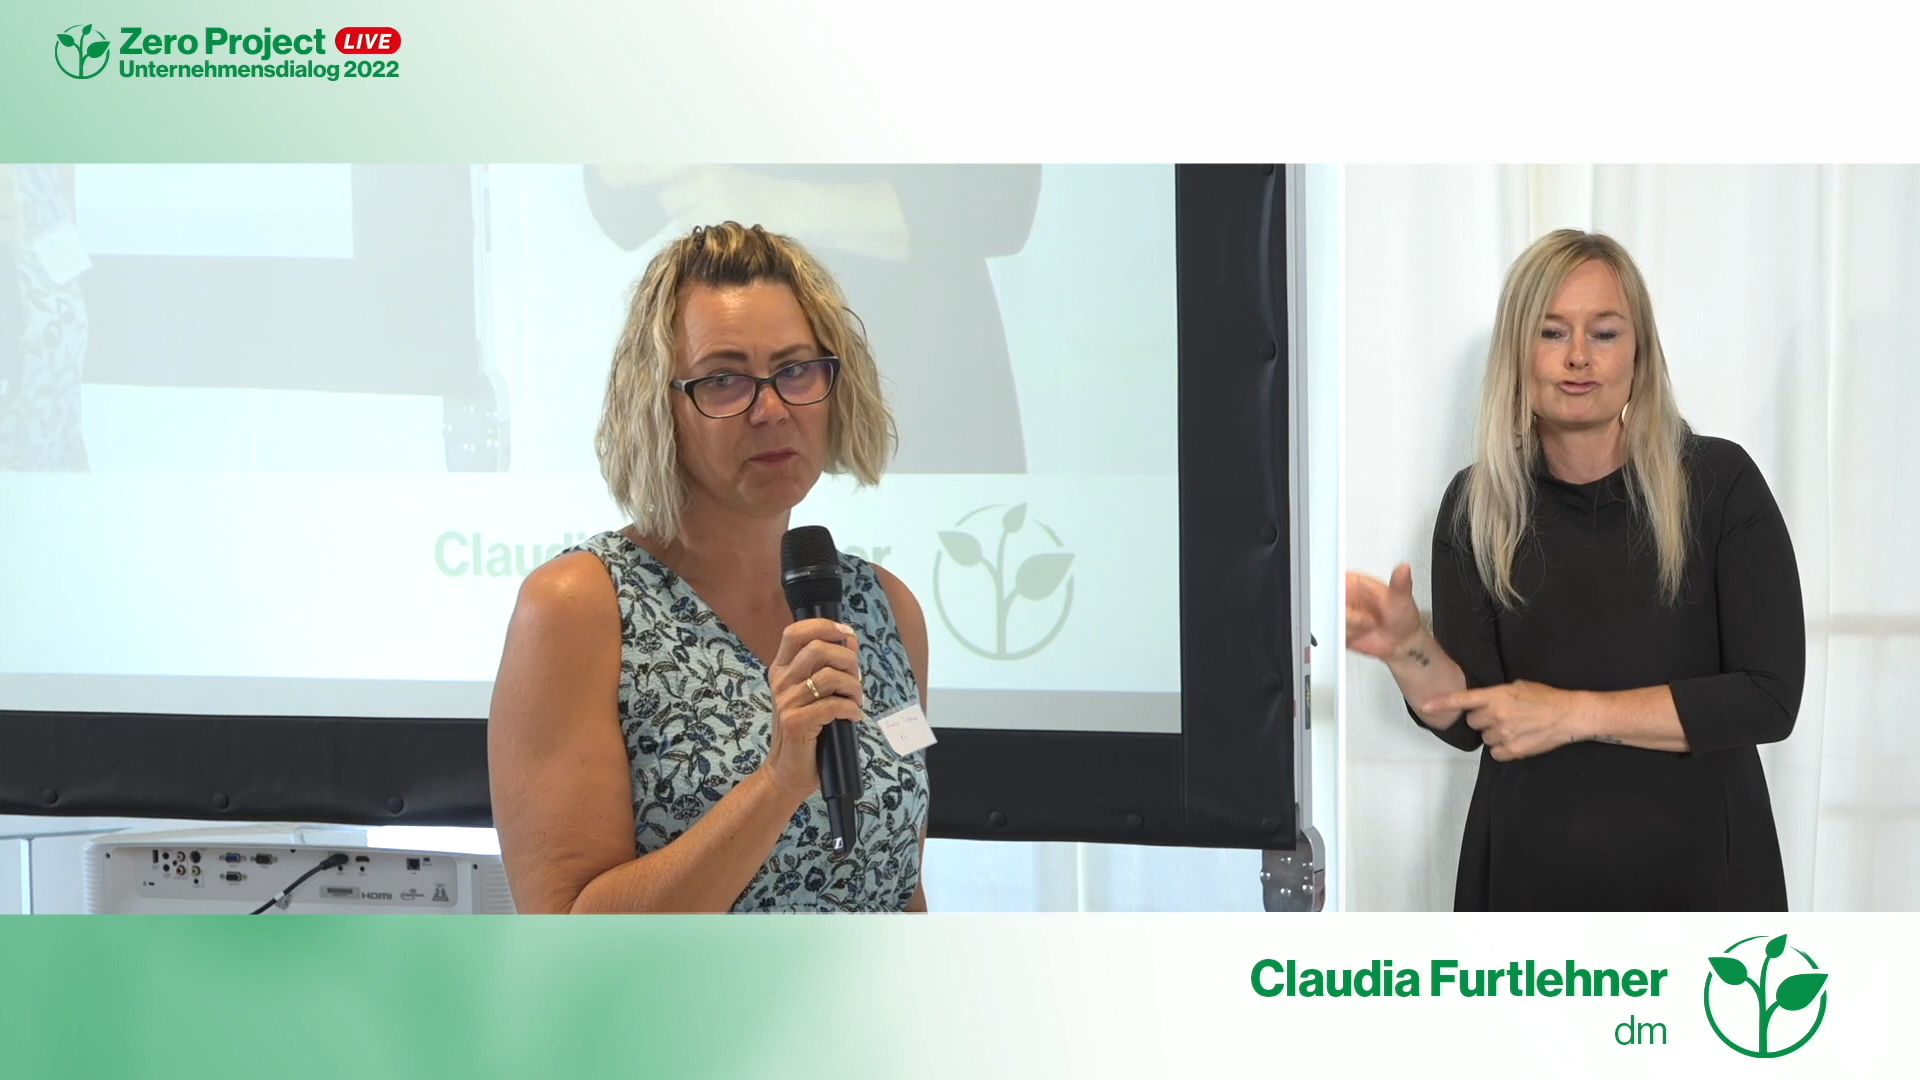 Zero Project LIVE
Unternehmensdialog 2022
Claudia Furtlehner
dm
HDMI